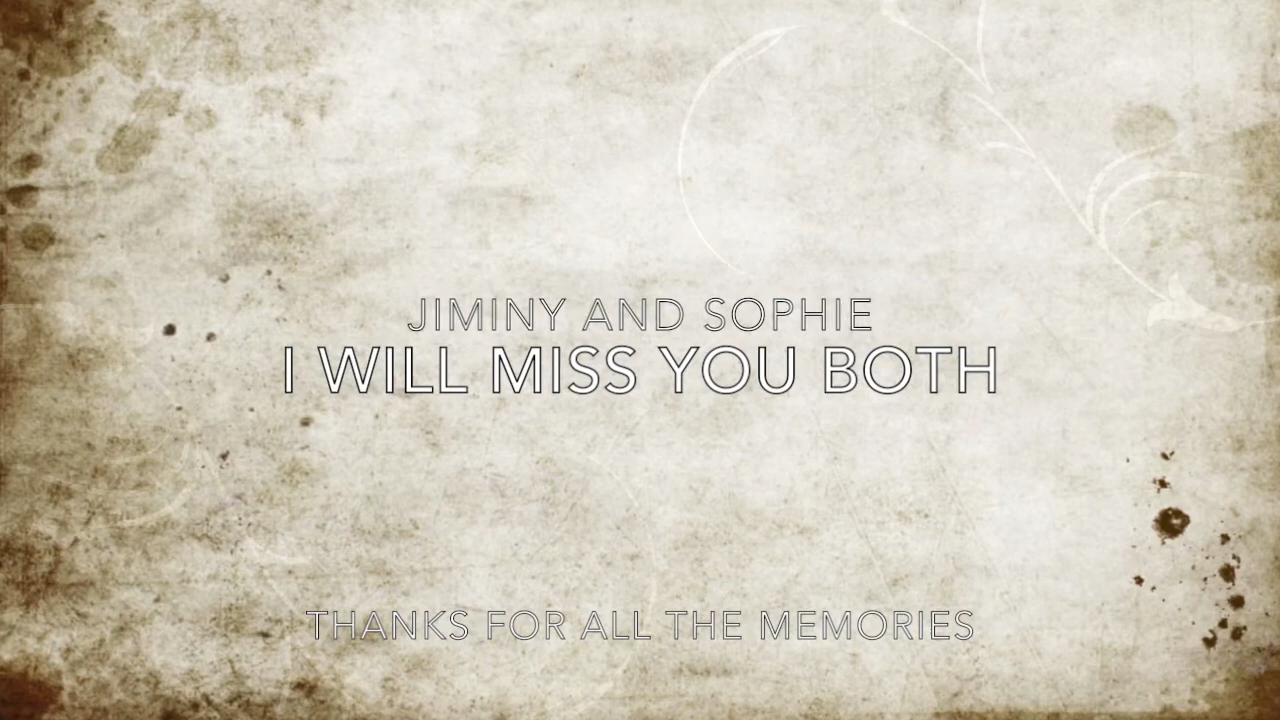 JIMINY AND SOPHIE
I WILL MISS YOU BOTH
THANKS FOR ALL THE MEMORIES